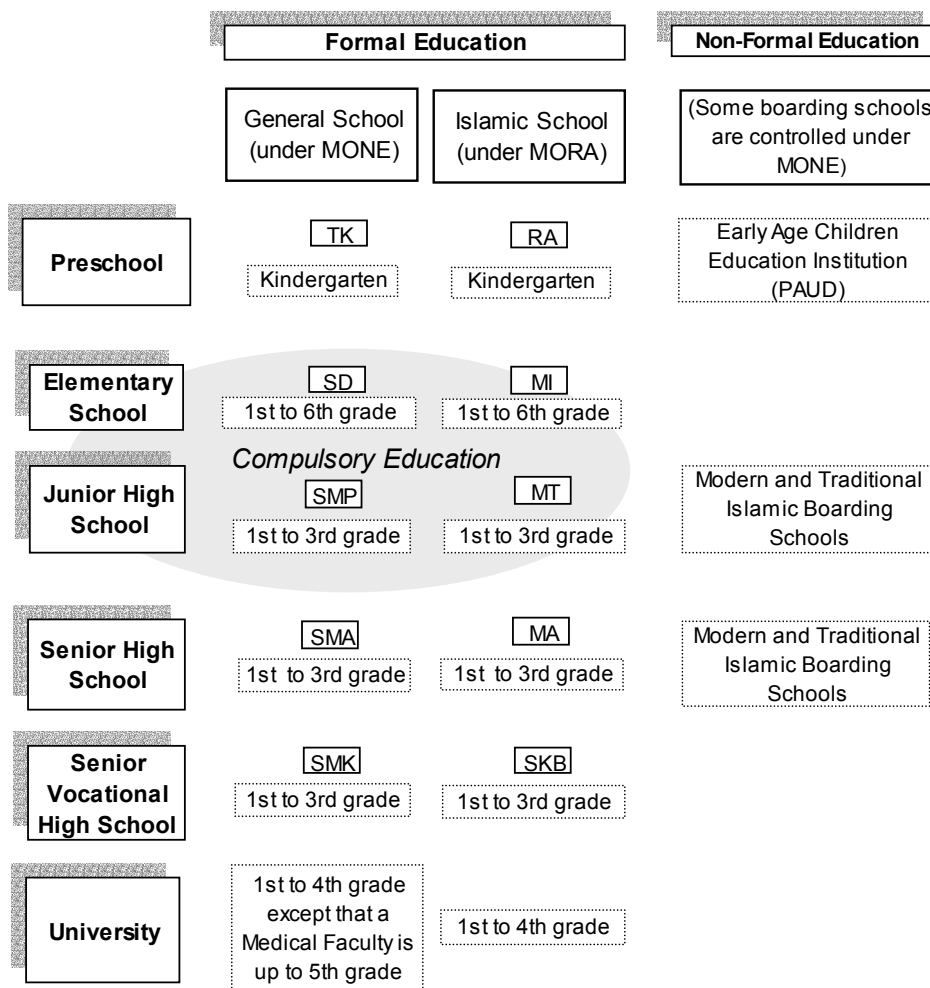 Formal Education
Non-Formal Education
General School
(under MONE)
Islamic School
(under MORA)
(Some boarding schools
are controlled under
MONE)
Preschool
TK
Kindergarten
RA
Kindergarten
Early Age Children
Education Institution
(PAUD)
Elementary
School
SD
1st to 6th grade
MI
1st to 6th grade
Compulsory Education
Junior High
School
SMP
1st to 3rd grade
MT
1st to 3rd grade
Modern and Traditional
Islamic Boarding
Schools
Senior High
School
SMA
1st to 3rd grade
MA
1st to 3rd grade
Modern and Traditional
Islamic Boarding
Schools
Senior
Vocational
High School
SMK
1st to 3rd grade
SKB
1st to 3rd grade
University
1st to 4th grade
except that a
Medical Faculty is
up to 5th grade
1st to 4th grade